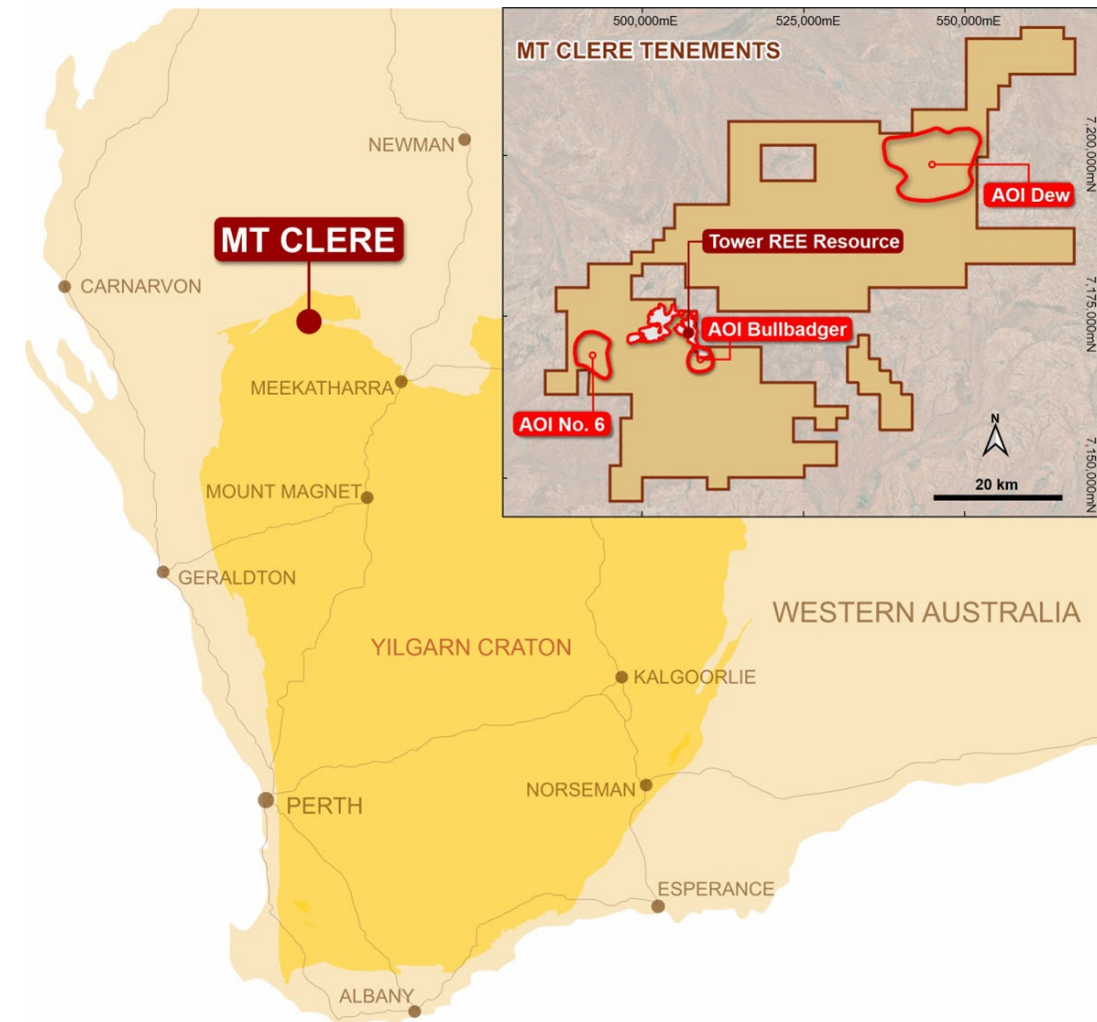 500,000mE
525,000mE
550,000mE
MT CLERE TENEMENTS
7,200,000mN
AOI Dew
Tower REE Resource
7,175,000mN
AOI Bullbadger
AOI No. 6
N
7,150,000mN
20 km
NEWMAN
MT CLERE
CARNARVON
MEEKATHARRA
MOUNT MAGNET
GERALDTON
WESTERN AUSTRALIA
YILGARN CRATON
KALGOORLIE
NORSEMAN
PERTH
ESPERANCE
ALBANY